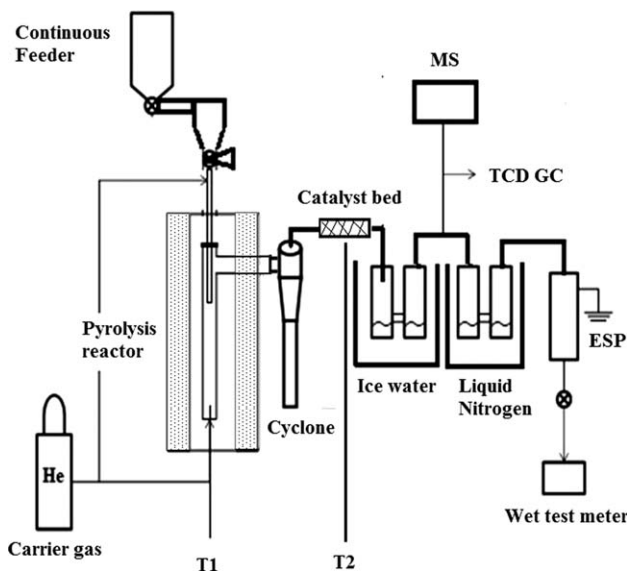 Continuous
Feeder
MS
TCD GC
Catalyst bed
Pyrolysis
reactor
ESP
Ice water
Liquid
Nitrogen
Cyclone
He
Wet test meter
Carrier gas
T1
T2